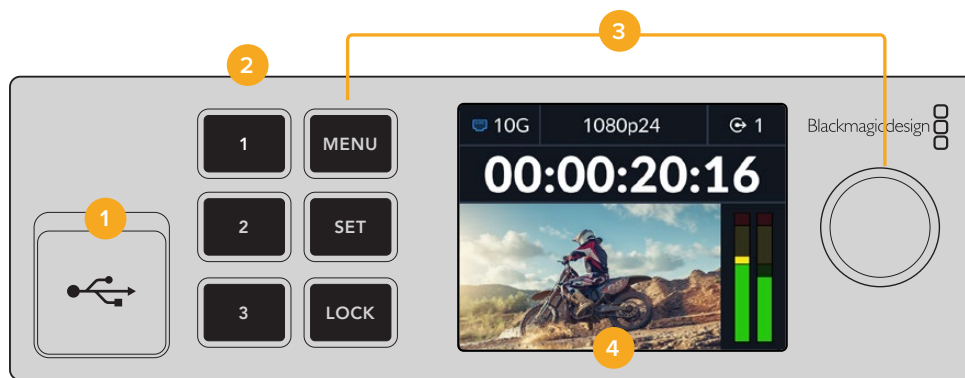 3
2
1 MENU
10G 1080p24 1
Blackmagicdesign
00:00:20:16
1
2 SET
3 LOCK
4